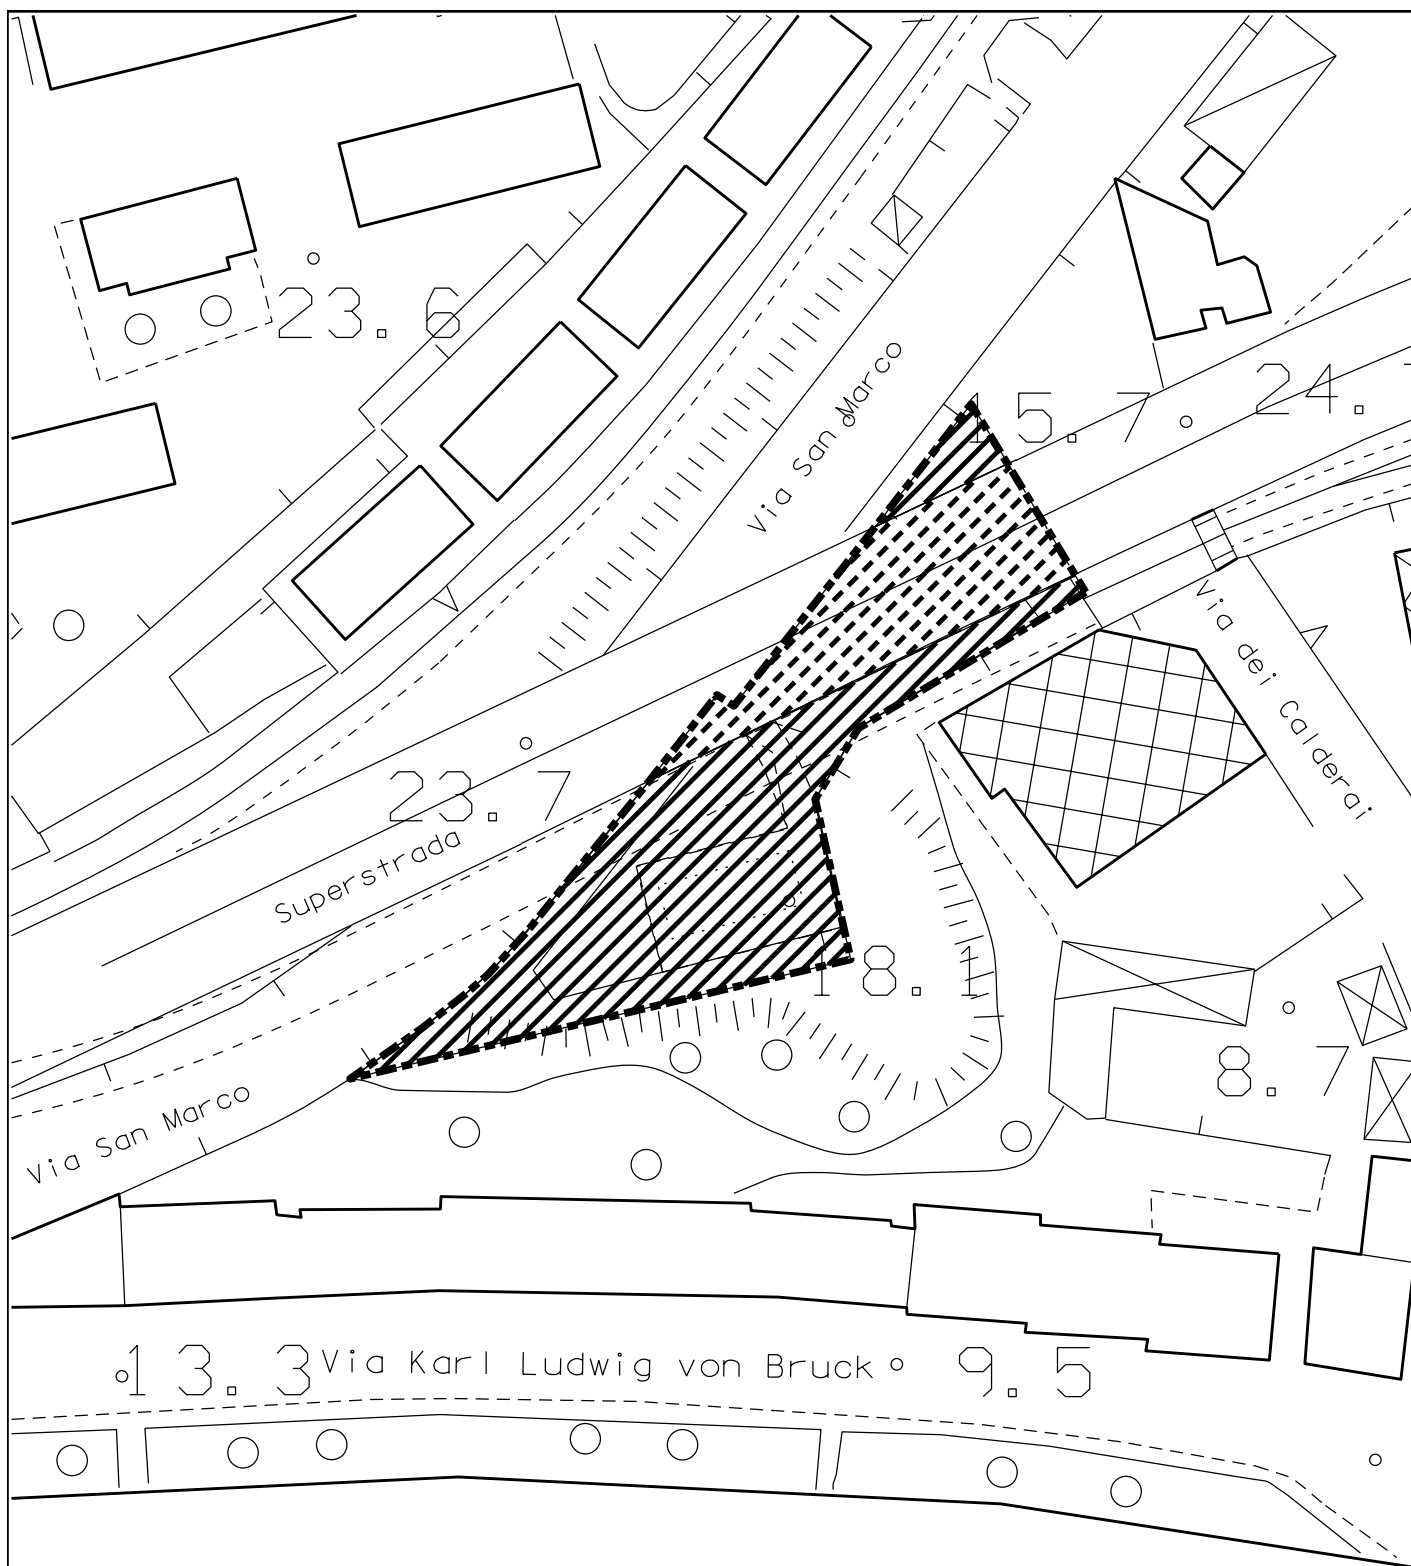 23.6
Via San Marco
15.7
24.
Via dei Calderai
23.7
Superstrada
18.1
8.7
Via San Marco
13.3
Via Karl Ludwig von Bruck
9.5